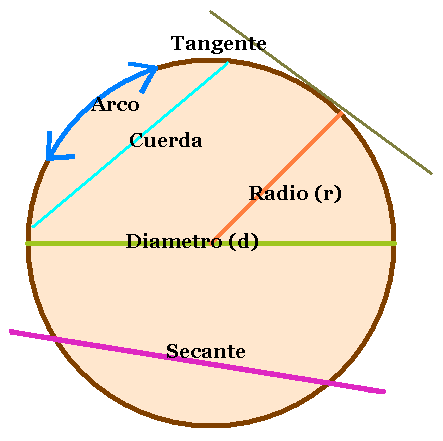 Tangente
Arco
Cuerda
Radio (r)
Diametro (d)
Secante